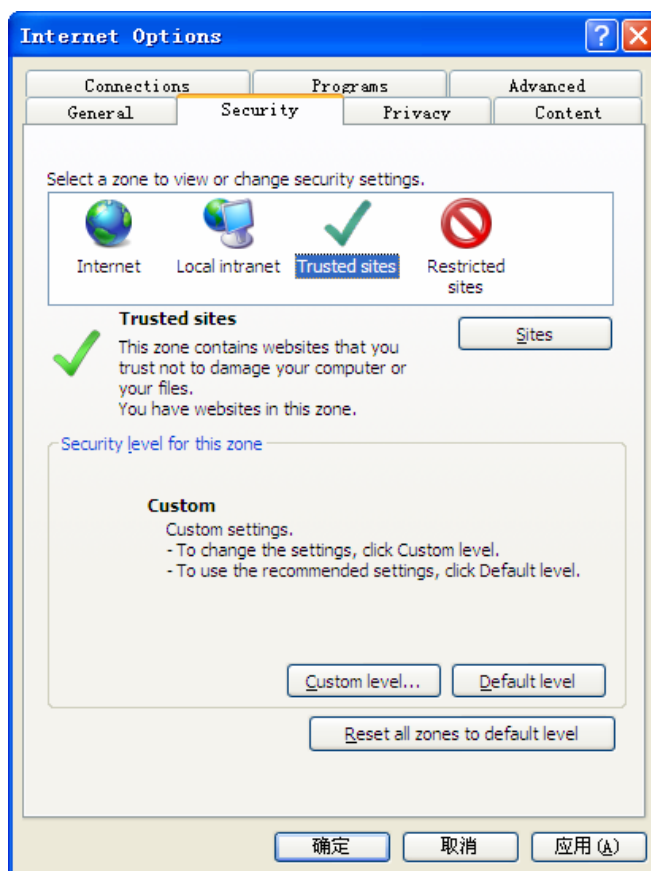 Internet Options
Connections Programs Advanced
General Security Privacy Content
Select a zone to view or change security settings.
Internet Local intranet Trusted sites Restricted sites
Trusted sites
Sites
This zone contains websites that you
trust not to damage your computer or
your files.
You have websites in this zone.
Security level for this zone
Custom
Custom settings.
- To change the settings, click Custom level.
- To use the recommended settings, click Default level.
Custom level... Default level
Reset all zones to default level
确定 取消 应用(A)